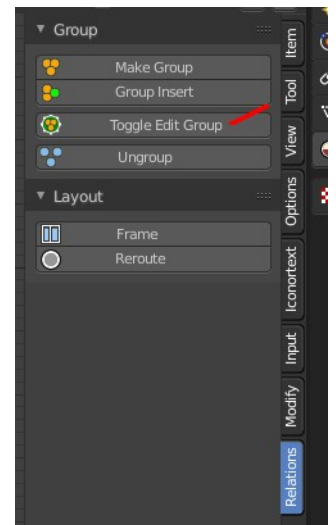 Group
Make Group
Group Insert
Toggle Edit Group
Ungroup
Layout
Frame
Reroute
Item
Tool
View
Options
Iconortext
Input
Modify
Relations